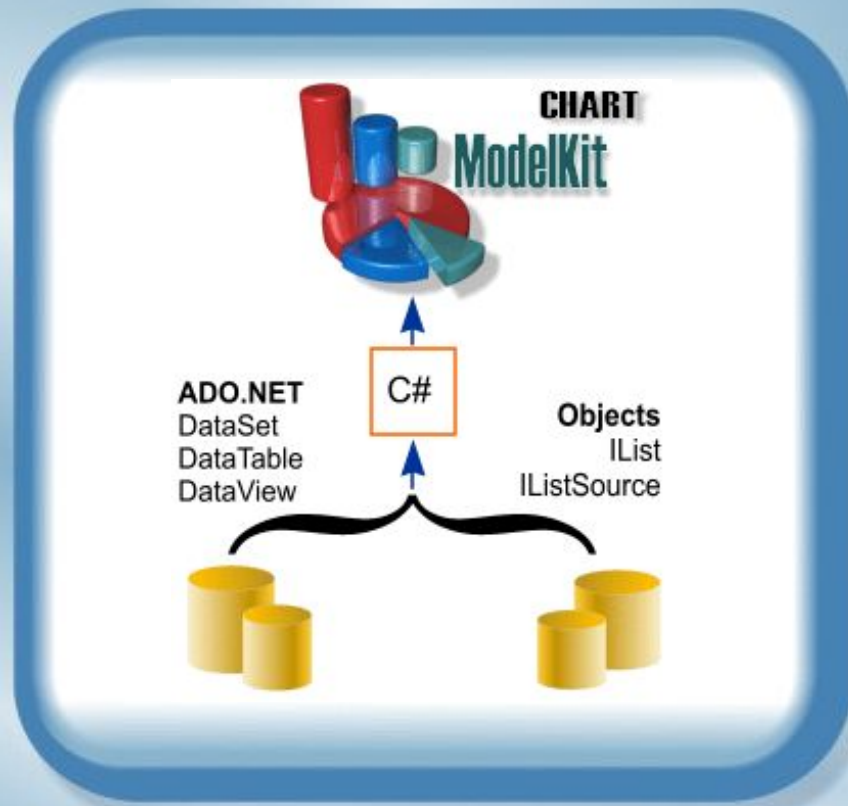 CHART
ModelKit
C#
ADO.NET
DataSet
DataTable
DataView
Objects
IList
IListSource